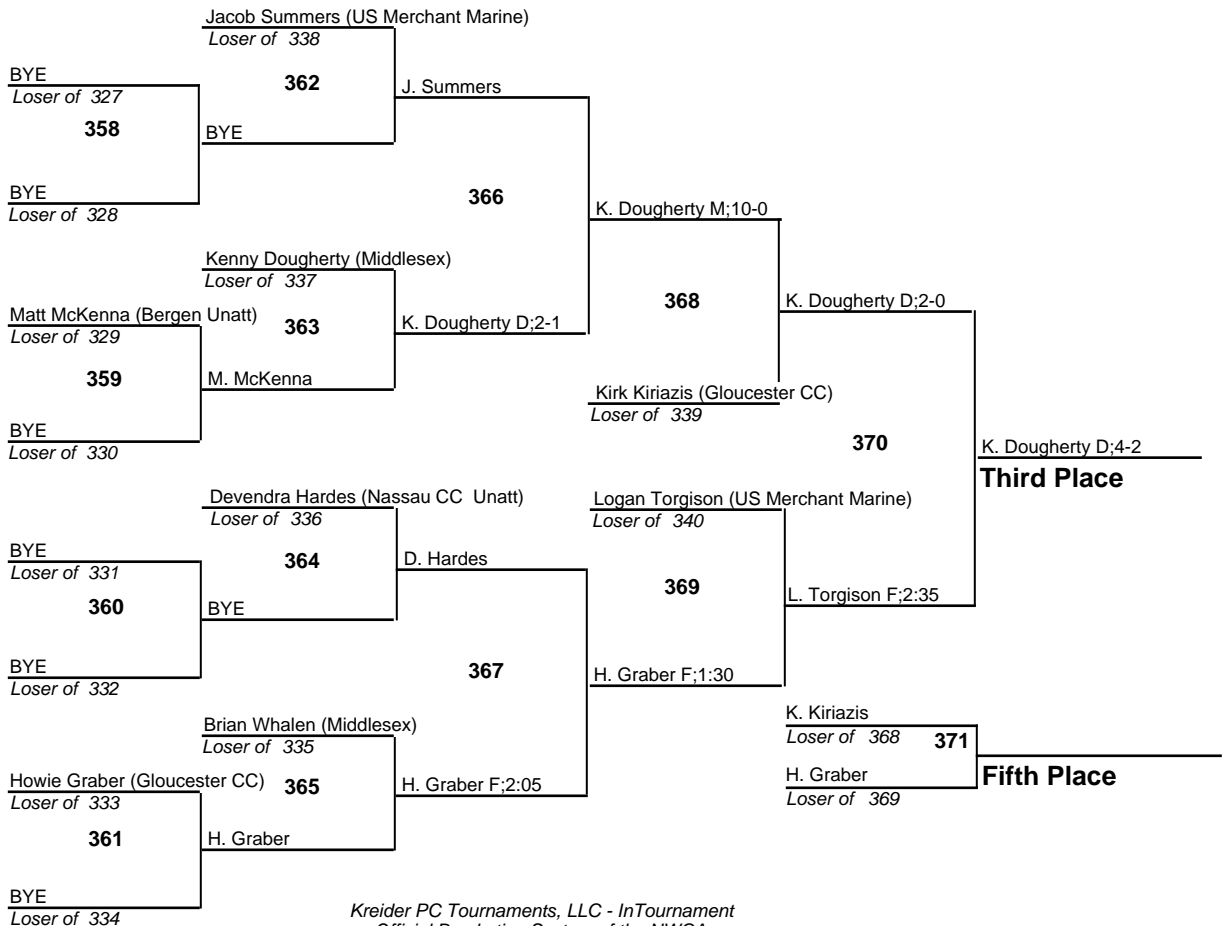 Jacob Summers (US Merchant Marine)
Loser of 338
BYE
Loser of 327
362
J. Summers
358
BYE
BYE
Loser of 328
366
K. Dougherty M;10-0
Kenny Dougherty (Middlesex)
Loser of 337
Matt McKenna (Bergen Unatt)
Loser of 329
363
K. Dougherty D;2-1
368
K. Dougherty D;2-0
359
M. McKenna
Kirk Kiriazis (Gloucester CC)
Loser of 339
BYE
Loser of 330
370
K. Dougherty D;4-2
Third Place
Devendra Hardes (Nassau CC Unatt)
Loser of 336
Logan Torgison (US Merchant Marine)
Loser of 340
BYE
Loser of 331
364
D. Hardes
369
L. Torgison F;2:35
360
BYE
BYE
Loser of 332
367
H. Graber F;1:30
Brian Whalen (Middlesex)
Loser of 335
K. Kiriazis
Loser of 368
371
Howie Graber (Gloucester CC)
Loser of 333
365
H. Graber F;2:05
H. Graber
Loser of 369
Fifth Place
361
H. Graber
BYE
Loser of 334
Kreider PC Tournaments, LLC - InTournament